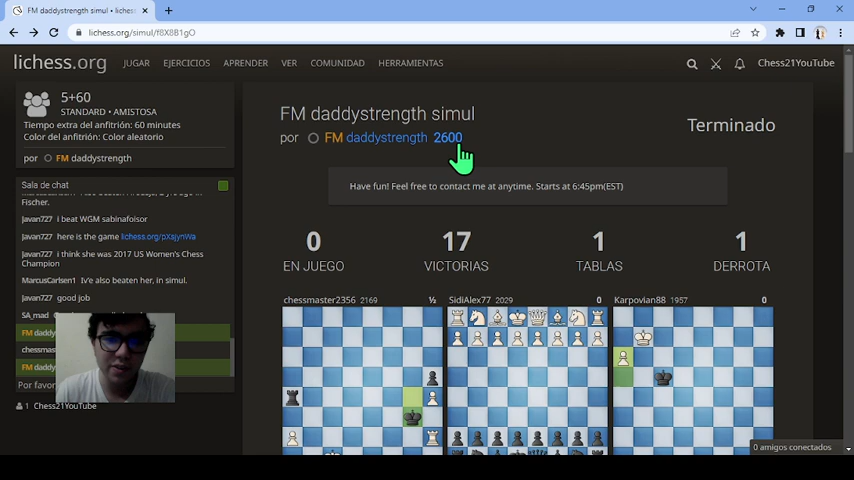 FM daddystrength simul • lichess
lichess.org/simul/f8X8B1gO
lichess.org
JUGAR
EJERCICIOS
APRENDER
VER
COMUNIDAD
HERRAMIENTAS
Chess21YouTube
5+60
STANDARD • AMISTOSA
Tiempo extra del anfitrión: 60 minutes
Color del anfitrión: Color aleatorio
por FM daddystrength
Sala de chat
Fischer.
Javan727 i beat WGM sabinafoisor
Javan727 here is the game lichess.org/pXajynWa
Javan727 i think she was 2017 US Women's Chess
Champion
MarcusCarlsen1 Iv'e also beaten her, in simul.
Javan727 good job
SA_mad
FM daddy
chessmas
FM daddy
Por favor
1 Chess21YouTube
FM daddystrength simul
por FM daddystrength 2600
Terminado
Have fun! Feel free to contact me at anytime. Starts at 6:45pm(EST)
0
EN JUEGO
17
VICTORIAS
1
TABLAS
1
DERROTA
chessmaster2356 2169 ½
SidiAlex77 2029 0
Karpovian88 1957 0
0 amigos conectados